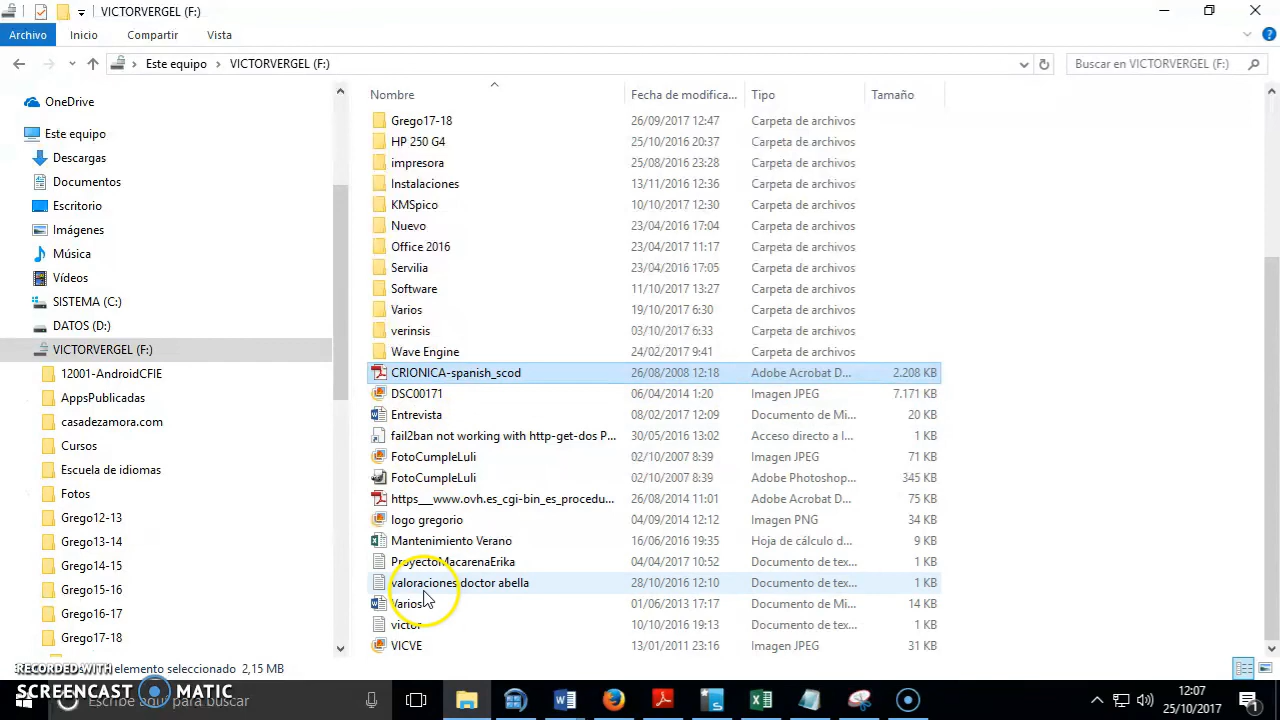 VICTORVERGEL (F:)
Archivo Inicio Compartir Vista
Este equipo VICTORVERGEL (F:) Buscar en VICTORVERGEL (F:)
OneDrive
Este equipo
Descargas
Documentos
Escritorio
Imágenes
Música
Vídeos
SISTEMA (C:)
DATOS (D:)
VICTORVERGEL (F:)
12001-AndroidCFIE
AppsPublicadas
casadezamora.com
Cursos
Escuela de idiomas
Fotos
Grego12-13
Grego13-14
Grego14-15
Grego15-16
Grego16-17
Grego17-18
Nombre Fecha de modifica... Tipo Tamaño
Grego17-18 26/09/2017 12:47 Carpeta de archivos
HP 250 G4 25/10/2016 20:37 Carpeta de archivos
impresora 25/08/2016 23:28 Carpeta de archivos
Instalaciones 13/11/2016 12:36 Carpeta de archivos
KMSpico 10/10/2017 12:30 Carpeta de archivos
Nuevo 23/04/2016 17:04 Carpeta de archivos
Office 2016 23/04/2017 11:17 Carpeta de archivos
Servilia 23/04/2016 17:05 Carpeta de archivos
Software 11/10/2017 13:27 Carpeta de archivos
Varios 19/10/2017 6:30 Carpeta de archivos
verinsis 03/10/2017 6:33 Carpeta de archivos
Wave Engine 24/02/2017 9:41 Carpeta de archivos
CRIONICA-spanish_scod 26/08/2008 12:18 Adobe Acrobat D... 2.208 KB
DSC00171 06/04/2014 1:20 Imagen JPEG 7.171 KB
Entrevista 08/02/2017 12:09 Documento de Mi... 20 KB
fail2ban not working with http-get-dos P... 30/05/2016 13:02 Acceso directo a I... 1 KB
FotoCumpleLuli 02/10/2007 8:39 Imagen JPEG 71 KB
FotoCumpleLuli 02/10/2007 8:39 Adobe Photoshop... 345 KB
https__www.ovh.es_cgi-bin_es_procedu... 26/08/2014 11:01 Adobe Acrobat D... 75 KB
logo gregorio 04/09/2014 12:12 Imagen PNG 34 KB
Mantenimiento Verano 16/06/2016 19:35 Hoja de cálculo d... 9 KB
ProyectoMacarenaErika 04/04/2017 10:52 Documento de tex... 1 KB
valoraciones doctor abella 28/10/2016 12:10 Documento de tex... 1 KB
Varios 01/06/2013 17:17 Documento de Mi... 14 KB
victor 10/10/2016 19:13 Documento de tex... 1 KB
VICVE 13/01/2011 23:16 Imagen JPEG 31 KB
elemento seleccionado 2,15 MB
RECORDED WITH
SCREENCAST MATIC
Escribe aquí para buscar
12:07
25/10/2017